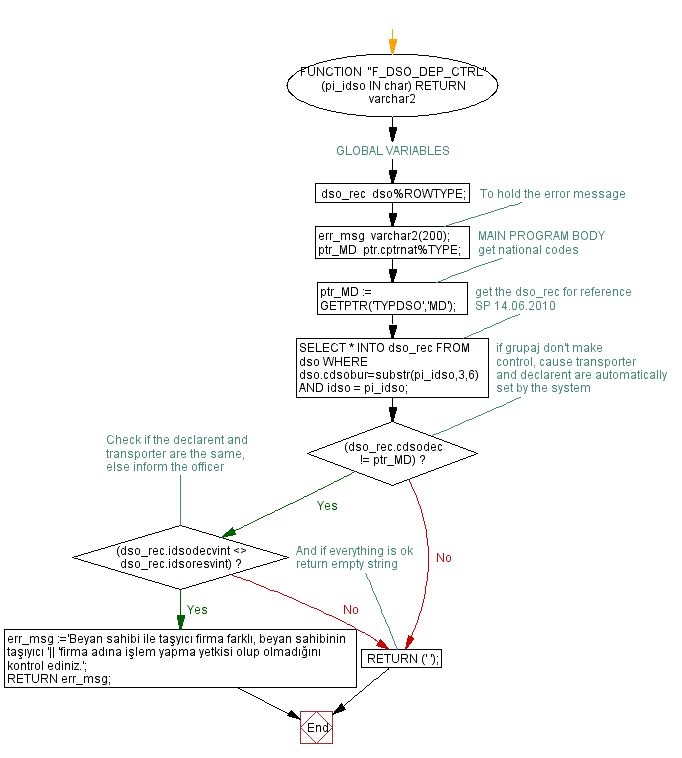 FUNCTION "F_DSO_DEP_CTRL"
(pi_idso IN char) RETURN
varchar2
GLOBAL VARIABLES
dso_rec dso%ROWTYPE;
To hold the error message
err_msg varchar2(200);
ptr_MD ptr.cptrnat%TYPE;
MAIN PROGRAM BODY
get national codes
ptr_MD :=
GETPTR('TYPDSO','MD');
get the dso_rec for reference
SP 14.06.2010
SELECT * INTO dso_rec FROM
dso WHERE
dso.cdsobur=substr(pi_idso,3,6)
AND idso = pi_idso;
if grupaj don't make
control, cause transporter
and declarent are automatically
set by the system
(dso_rec.cdsodec
!= ptr_MD) ?
Check if the declarent and
transporter are the same,
else inform the officer
Yes
No
(dso_rec.idsodecvint <>
dso_rec.idsoresvint) ?
And if everything is ok
return empty string
Yes
No
err_msg :='Beyan sahibi ile taşıyıcı firma farklı, beyan sahibinin
taşıyıcı '|| 'firma adına işlem yapma yetkisi olup olmadığını
kontrol ediniz.';
RETURN err_msg;
RETURN (' ');
End